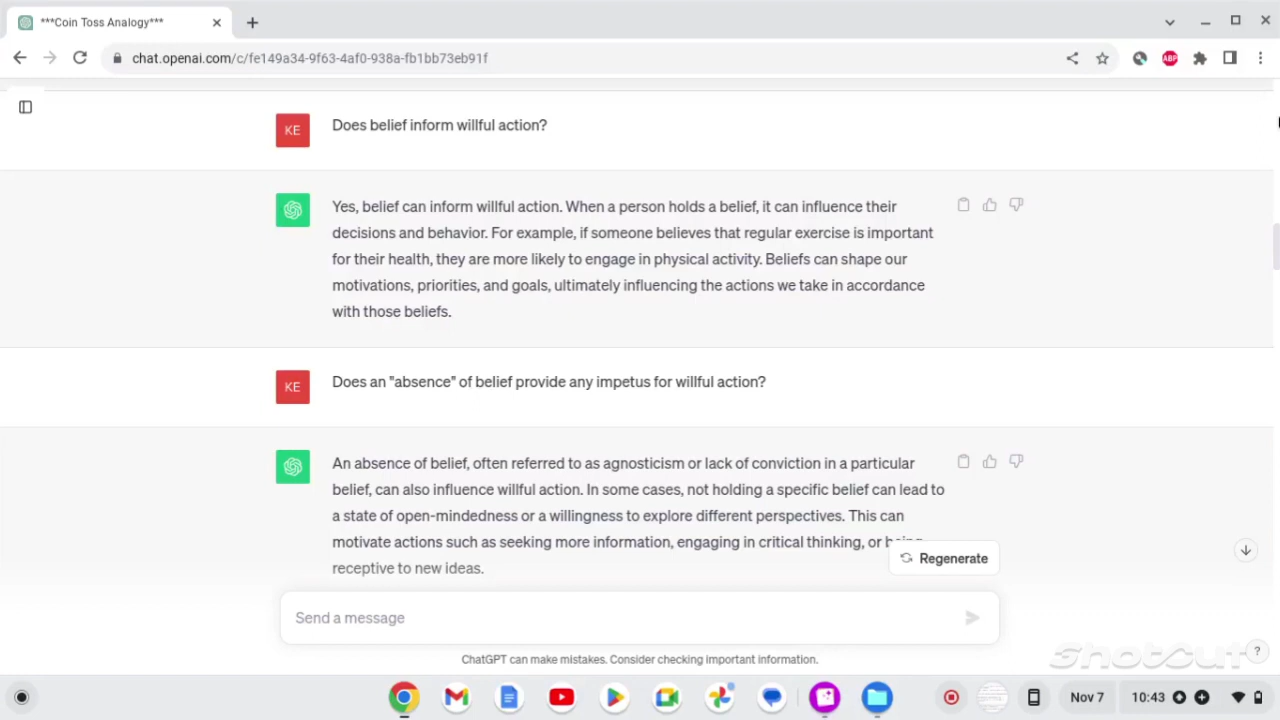 ***Coin Toss Analogy***
chat.openai.com/c/fe149a34-9f63-4af0-938a-fb1bb73eb91f
ABP
KE
Does belief inform willful action?
Yes, belief can inform willful action. When a person holds a belief, it can influence their
decisions and behavior. For example, if someone believes that regular exercise is important
for their health, they are more likely to engage in physical activity. Beliefs can shape our
motivations, priorities, and goals, ultimately influencing the actions we take in accordance
with those beliefs.
KE
Does an "absence" of belief provide any impetus for willful action?
An absence of belief, often referred to as agnosticism or lack of conviction in a particular
belief, can also influence willful action. In some cases, not holding a specific belief can lead to
a state of open-mindedness or a willingness to explore different perspectives. This can
motivate actions such as seeking more information, engaging in critical thinking, or being
receptive to new ideas.
Regenerate
Send a message
ChatGPT can make mistakes. Consider checking important information.
Shotcut
?
Nov 7
10:43